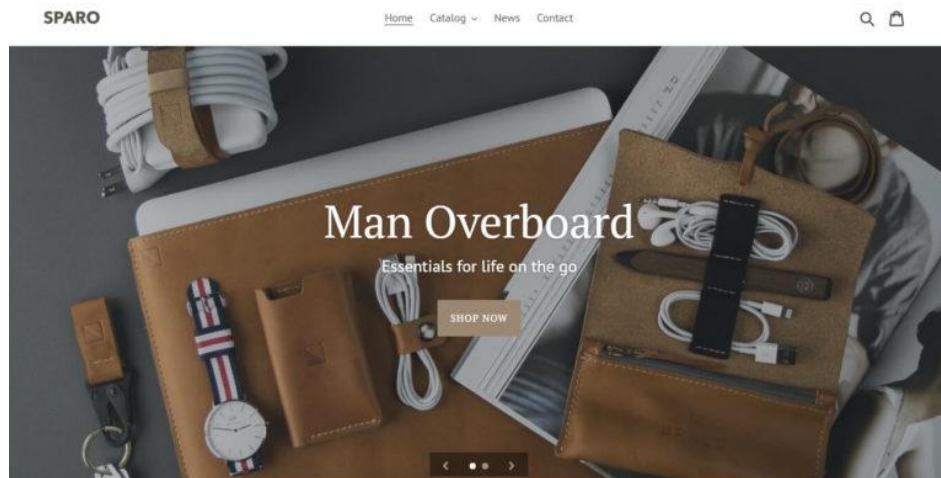 SPARO
Home Catalog News Contact
Man Overboard
Essentials for life on the go
SHOP NOW